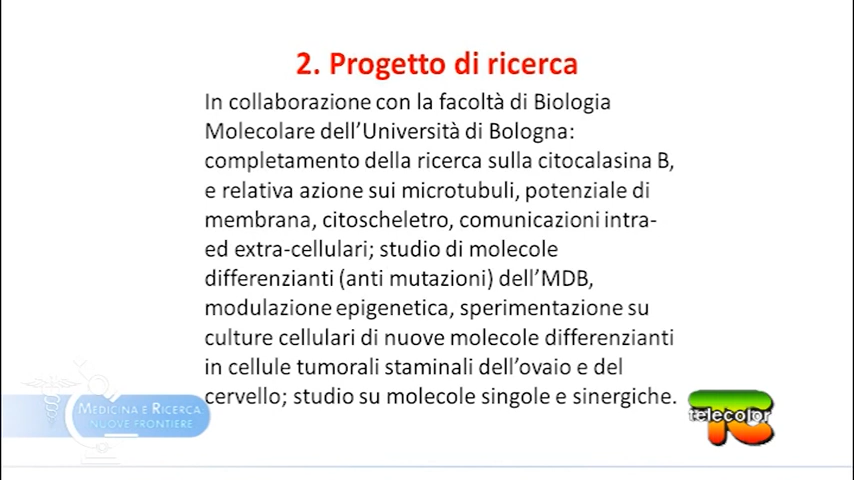 2. Progetto di ricerca
In collaborazione con la facoltà di Biologia
Molecolare dell'Università di Bologna:
completamento della ricerca sulla citocalasina B,
e relativa azione sui microtubuli, potenziale di
membrana, citoscheletro, comunicazioni intra-
ed extra-cellulari; studio di molecole
differenzianti (anti mutazioni) dell'MDB,
modulazione epigenetica, sperimentazione su
culture cellulari di nuove molecole differenzianti
in cellule tumorali staminali dell'ovaio e del
cervello; studio su molecole singole e sinergiche.
MEDICINA E RICERCA
NUOVE FRONTIERE
telecolor